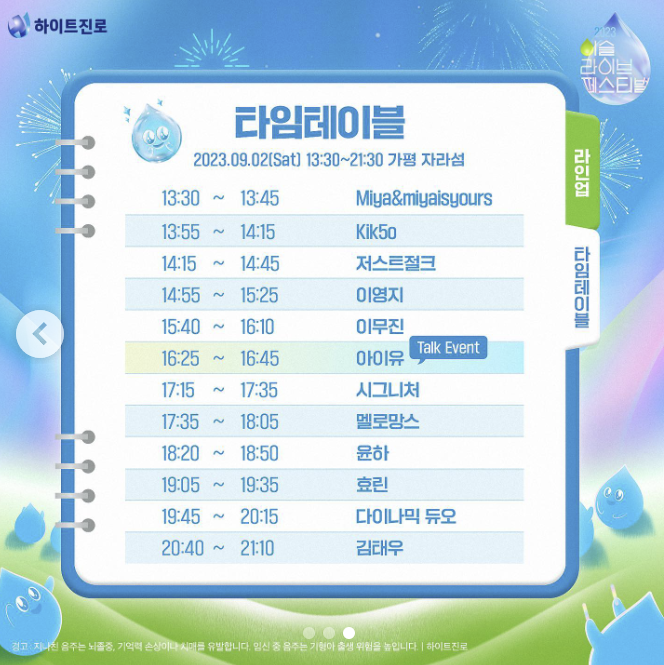 하이트진로
2023
이슬
라이브
페스티벌
타임테이블
2023.09.02(Sat) 13:30~21:30 가평 자라섬
13:30 ~ 13:45 Miya&miyaisyours
13:55 ~ 14:15 Kik5o
14:15 ~ 14:45 저스트절크
14:55 ~ 15:25 이영지
15:40 ~ 16:10 이무진
16:25 ~ 16:45 아이유 Talk Event
17:15 ~ 17:35 시그니처
17:35 ~ 18:05 멜로망스
18:20 ~ 18:50 윤하
19:05 ~ 19:35 효린
19:45 ~ 20:15 다이나믹 듀오
20:40 ~ 21:10 김태우
라인업
타임테이블
경고 : 지나친 음주는 뇌졸중, 기억력 손상이나 치매를 유발합니다. 임신 중 음주는 기형아 출생 위험을 높입니다. | 하이트진로